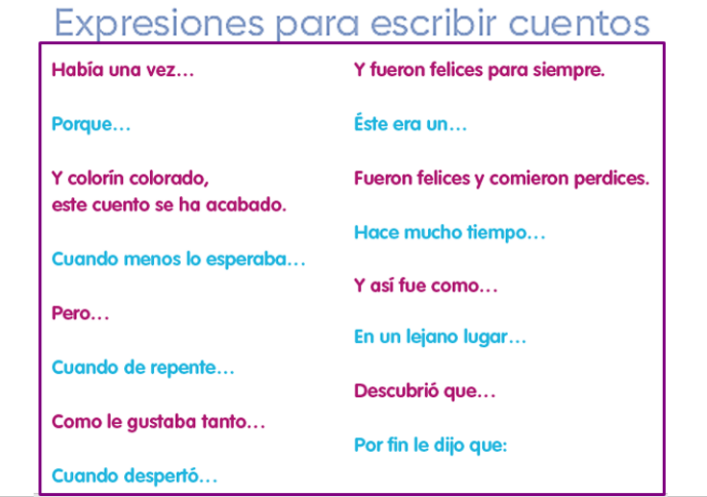 Expresiones para escribir cuentos
Había una vez...
Porque...
Y colorín colorado,
este cuento se ha acabado.
Cuando menos lo esperaba...
Pero...
Cuando de repente...
Como le gustaba tanto...
Cuando despertó...
Y fueron felices para siempre.
Éste era un...
Fueron felices y comieron perdices.
Hace mucho tiempo...
Y así fue como...
En un lejano lugar...
Descubrió que...
Por fin le dijo que: